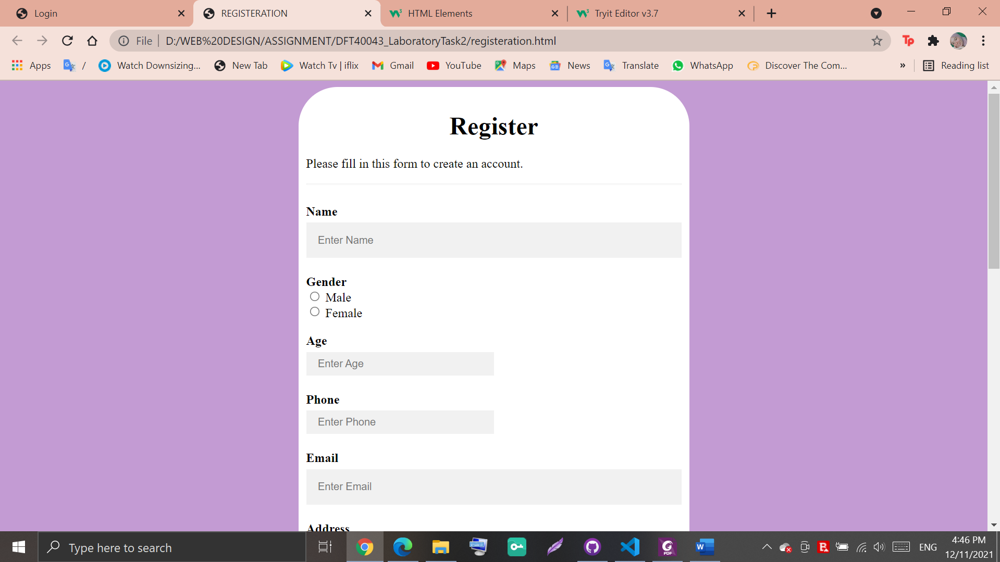 Login
REGISTERATION
HTML Elements
Tryit Editor v3.7
File
D:/WEB%20DESIGN/ASSIGNMENT/DFT40043_LaboratoryTask2/registeration.html
Tp
Apps
/
Watch Downsizing...
New Tab
Watch Tv | iflix
Gmail
YouTube
Maps
News
Translate
WhatsApp
Discover The Com...
»
Reading list
Register
Please fill in this form to create an account.
Name
Enter Name
Gender
Male
Female
Age
Enter Age
Phone
Enter Phone
Email
Enter Email
Address
Type here to search
PDF
W
ENG
4:46 PM
12/11/2021